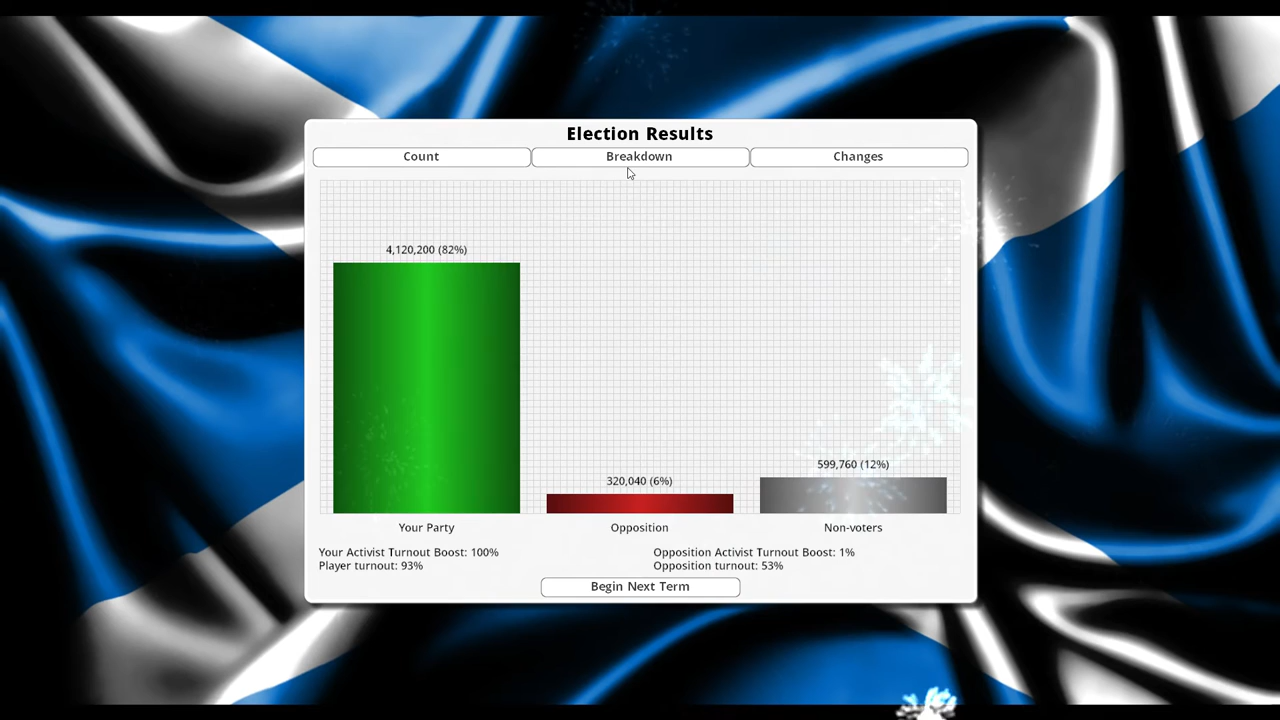 Election Results
Count
Breakdown
Changes
4,120,200 (82%)
320,040 (6%)
599,760 (12%)
Your Party
Opposition
Non-voters
Your Activist Turnout Boost: 100%
Player turnout: 93%
Opposition Activist Turnout Boost: 1%
Opposition turnout: 53%
Begin Next Term